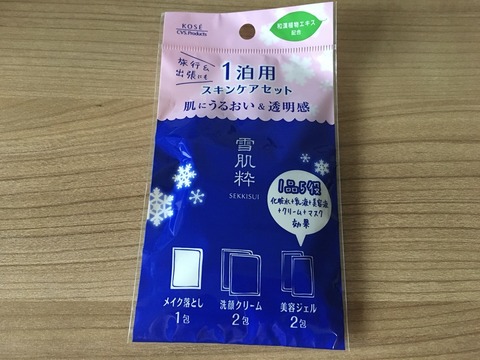 KOSÉ
CVS.Products
和漢植物エキス
配合
旅行&
出張にも
1泊用
スキンケアセット
肌にうるおい&透明感
雪肌粋
SEKKISUI
1品5役
化粧水+乳液+美容液
+クリーム+マスク
効果
メイク落とし
1包
洗顔クリーム
2包
美容ジェル
2包